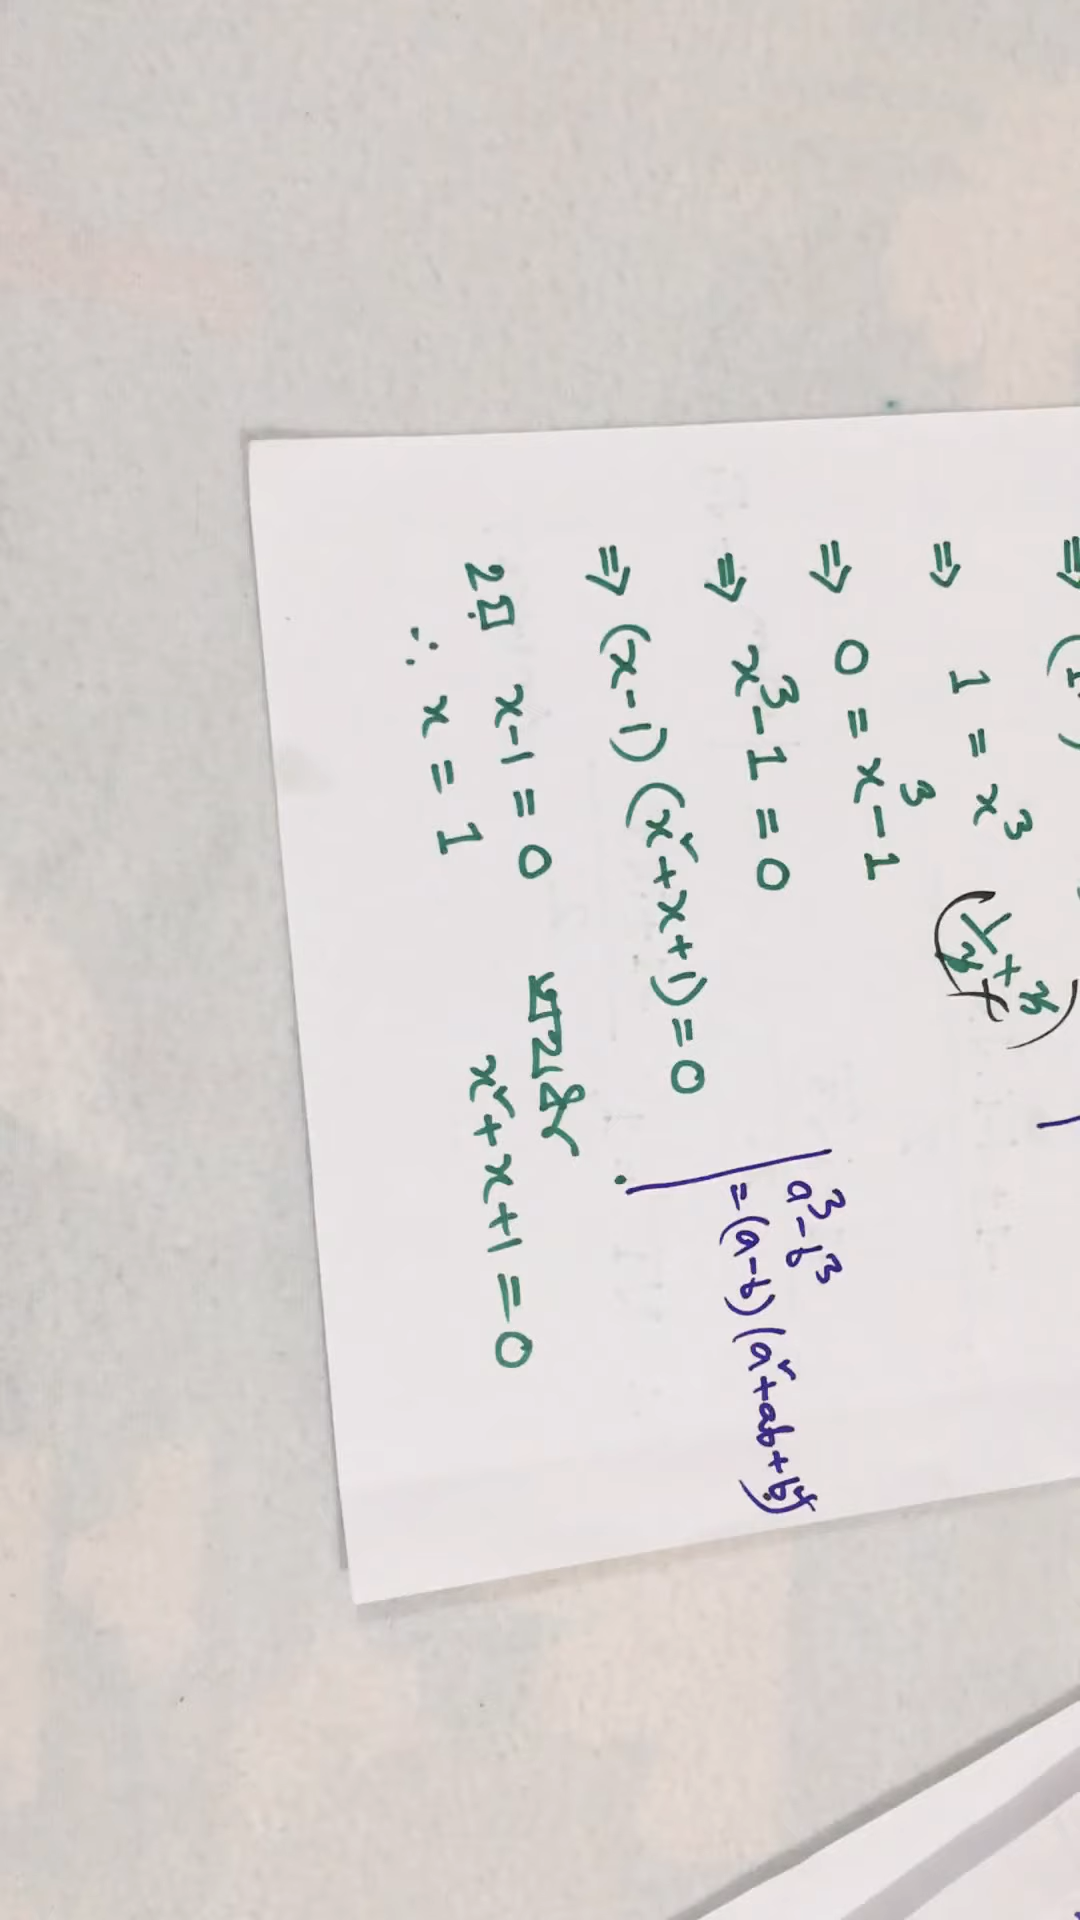 ⇒ 1 = x³
⇒ 0 = x³-1
⇒ x³-1 = 0
⇒ (x-1) (x²+x+1) = 0
a³-b³
= (a-b) (a²+ab+b²)
হয় x-1 = 0 অথবা
∴ x = 1 x²+x+1 = 0